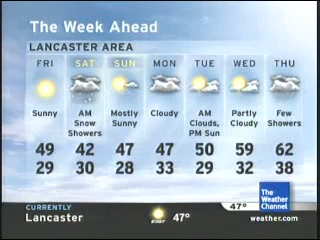 The Week Ahead
LANCASTER AREA
FRI SAT SUN MON TUE WED THU
Sunny
AM
Snow
Showers
Mostly
Sunny
Cloudy
AM
Clouds,
PM Sun
Partly
Cloudy
Few
Showers
49 42 47 47 50 59 62
29 30 28 33 29 32 38
CURRENTLY
Lancaster 47°
47°
The
Weather
Channel
weather.com